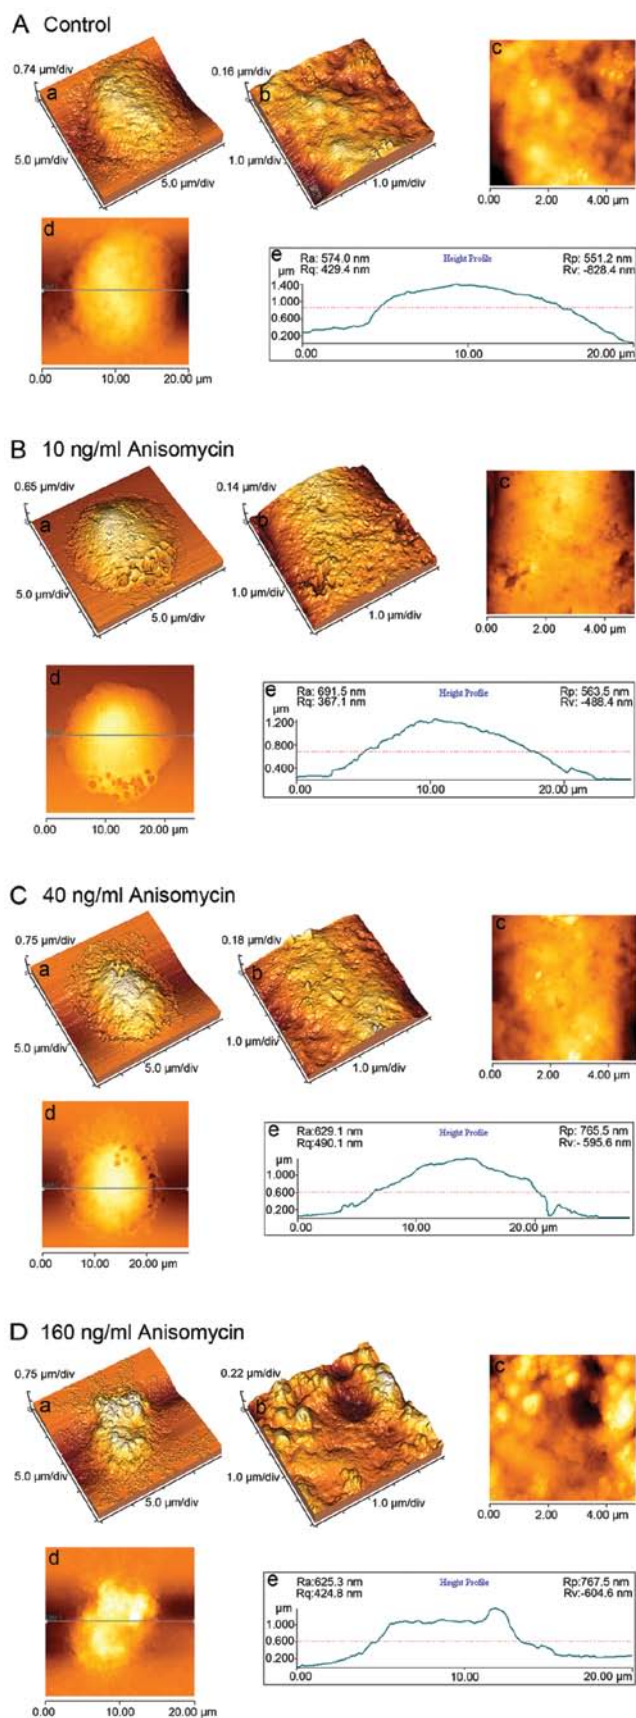 A Control
0.74 µm/div
a
5.0 µm/div
5.0 µm/div
0.16 µm/div
b
1.0 µm/div
1.0 µm/div
c
0.00 2.00 4.00 µm
d
0.00 10.00 20.00 µm
e
Ra: 574.0 nm Height Profile Rp: 551.2 nm
Rq: 429.4 nm Rv: -828.4 nm
µm
1.400
1.000
0.600
0.200
0.00 10.00 20.00 µm
B 10 ng/ml Anisomycin
0.65 µm/div
a
5.0 µm/div
5.0 µm/div
0.14 µm/div
b
1.0 µm/div
1.0 µm/div
c
0.00 2.00 4.00 µm
d
0.00 10.00 20.00 µm
e
Ra: 691.5 nm Height Profile Rp: 563.5 nm
Rq: 367.1 nm Rv: -488.4 nm
µm
1.200
0.800
0.400
0.00 10.00 20.00 µm
C 40 ng/ml Anisomycin
0.75 µm/div
a
5.0 µm/div
5.0 µm/div
0.18 µm/div
b
1.0 µm/div
1.0 µm/div
c
0.00 2.00 4.00 µm
d
0.00 10.00 20.00 µm
e
Ra:629.1 nm Height Profile Rp: 765.5 nm
Rq:490.1 nm Rv:- 595.6 nm
µm
1.000
0.600
0.200
0.00 10.00 20.00 µm
D 160 ng/ml Anisomycin
0.75 µm/div
a
5.0 µm/div
5.0 µm/div
0.22 µm/div
b
1.0 µm/div
1.0 µm/div
c
0.00 2.00 4.00 µm
d
0.00 10.00 20.00 µm
e
Ra:625.3 nm Height Profile Rp:767.5 nm
Rq:424.8 nm Rv:-604.6 nm
µm
1.000
0.600
0.200
0.00 10.00 20.00 µm